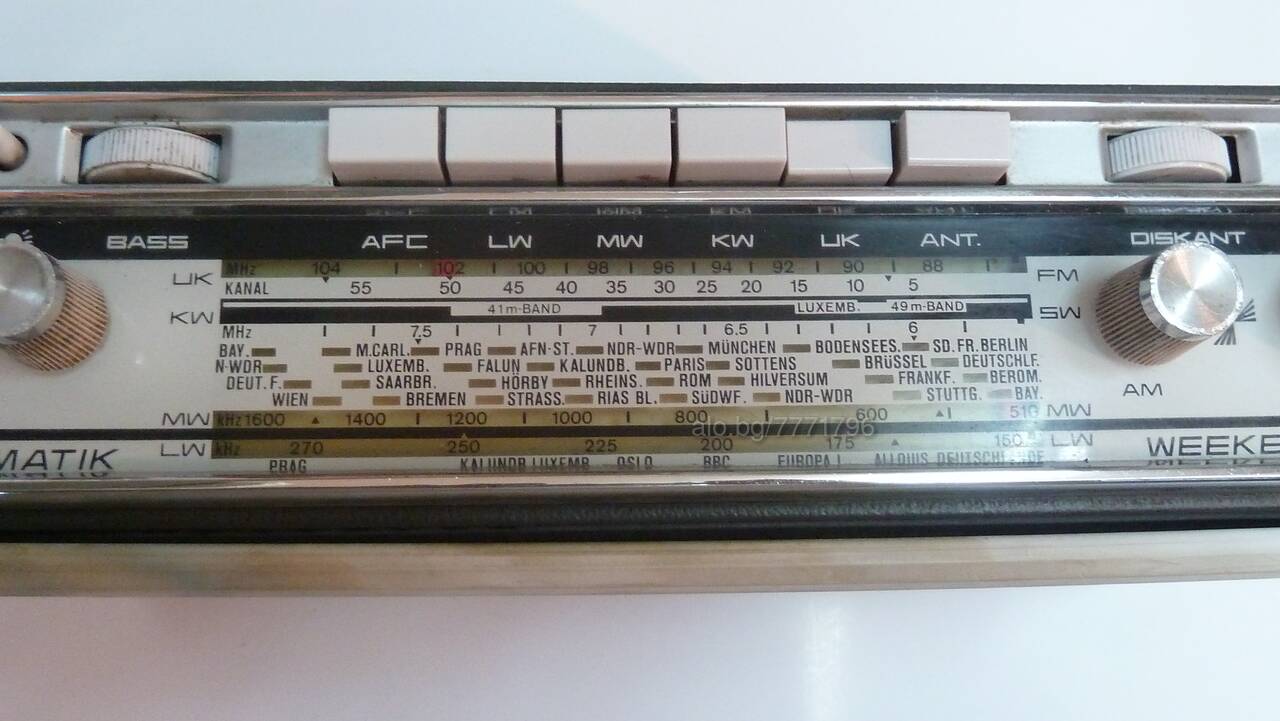 BASS AFC LW MW KW UK ANT. DISKANT
UK MHz 104 102 100 98 96 94 92 90 88 FM
KANAL 55 50 45 40 35 30 25 20 15 10 5
KW 41m-BAND LUXEMB. 49m-BAND SW
MHz 7.5 7 6.5 6
BAY. M.CARL. PRAG AFN-ST. NDR-WDR MÜNCHEN BODENSEES. SD.FR.BERLIN
N-WDR LUXEMB. FALUN KALUNDB. PARIS SOTTENS BRÜSSEL DEUTSCHLF.
DEUT.F. SAARBR. HÖRBY RHEINS. ROM HILVERSUM FRANKF. BEROM.
WIEN BREMEN STRASS. RIAS BL. SÜDWF. NDR-WDR STUTTG. BAY.
AM
MW kHz 1600 1400 1200 1000 800 600 510 MW
alo.bg/7771796
MATIK LW kHz 270 250 225 200 175 150 LW WEEKE
PRAG KALUNDB LUXEMB. OSLO BBC EUROPA I ALLOUIS DEUTSCHLANDF